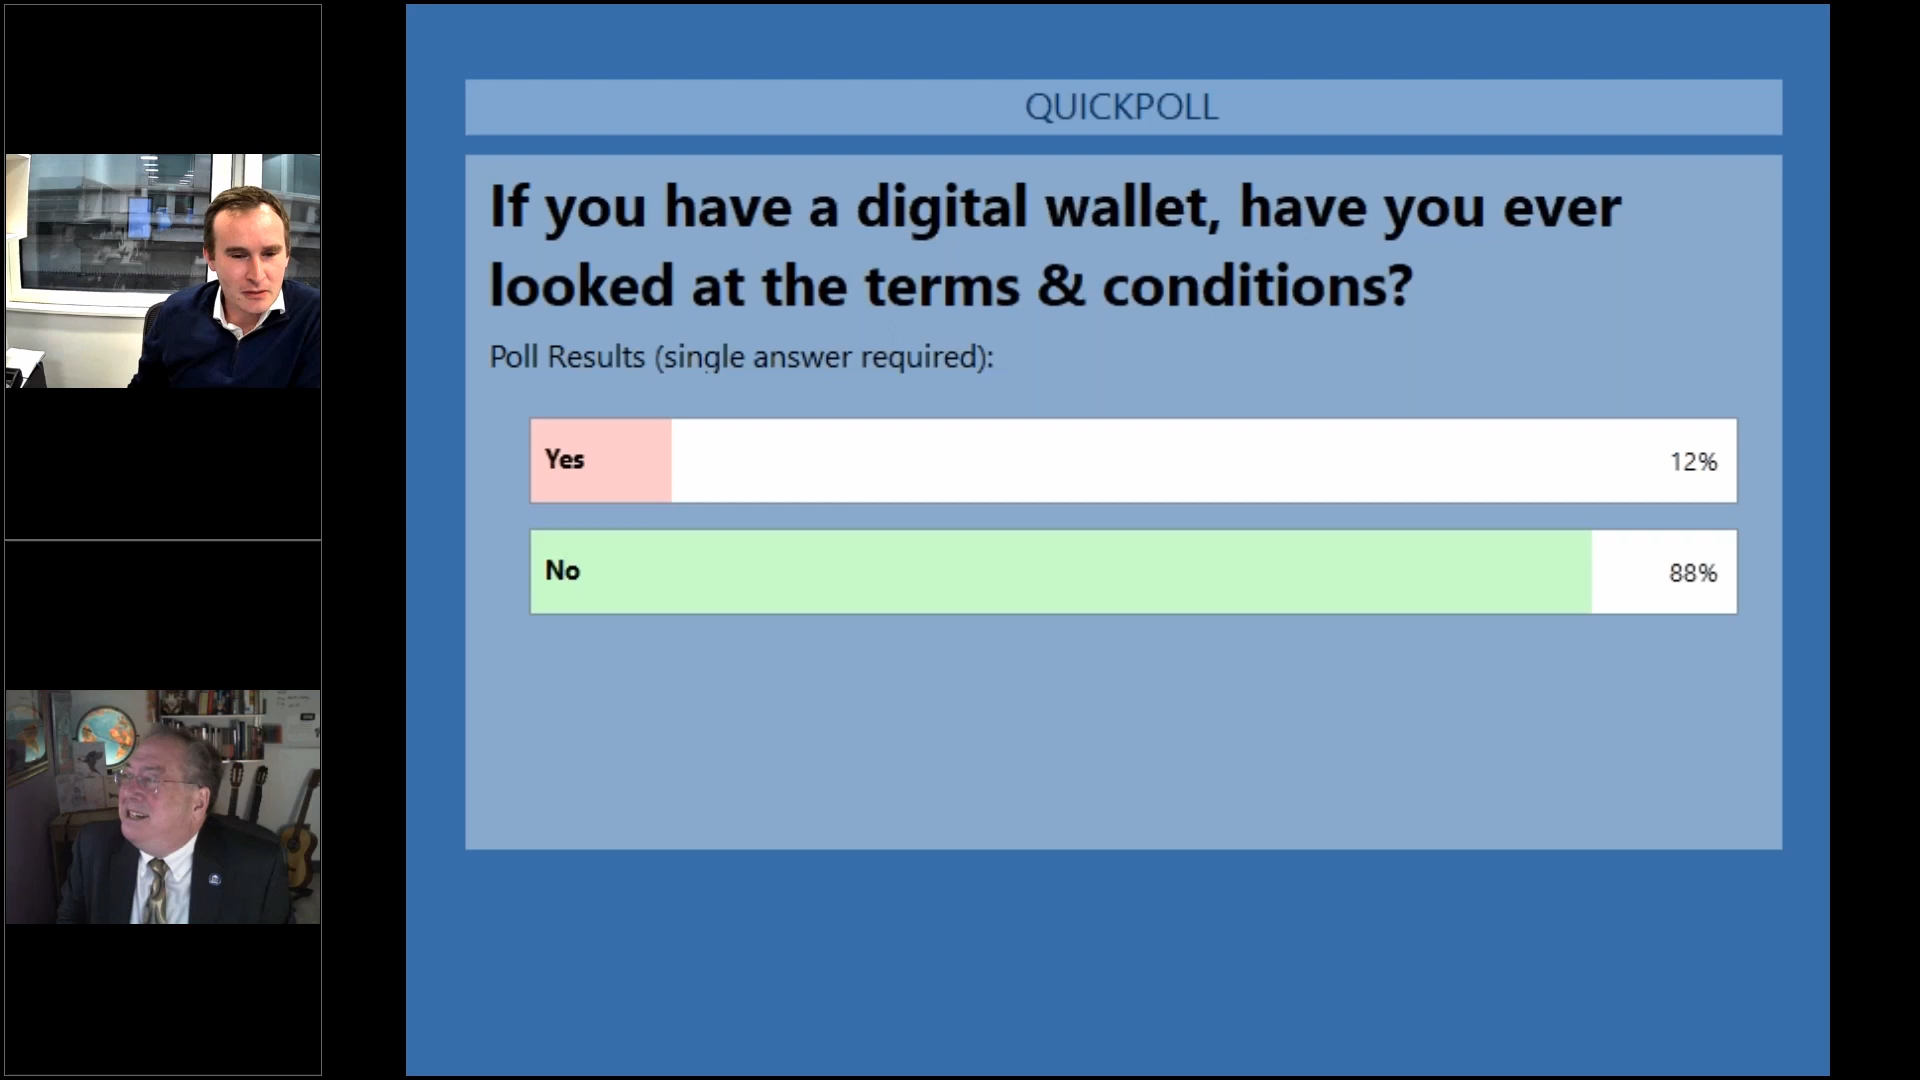 QUICKPOLL
If you have a digital wallet, have you ever
looked at the terms & conditions?
Poll Results (single answer required):
Yes 12%
No 88%